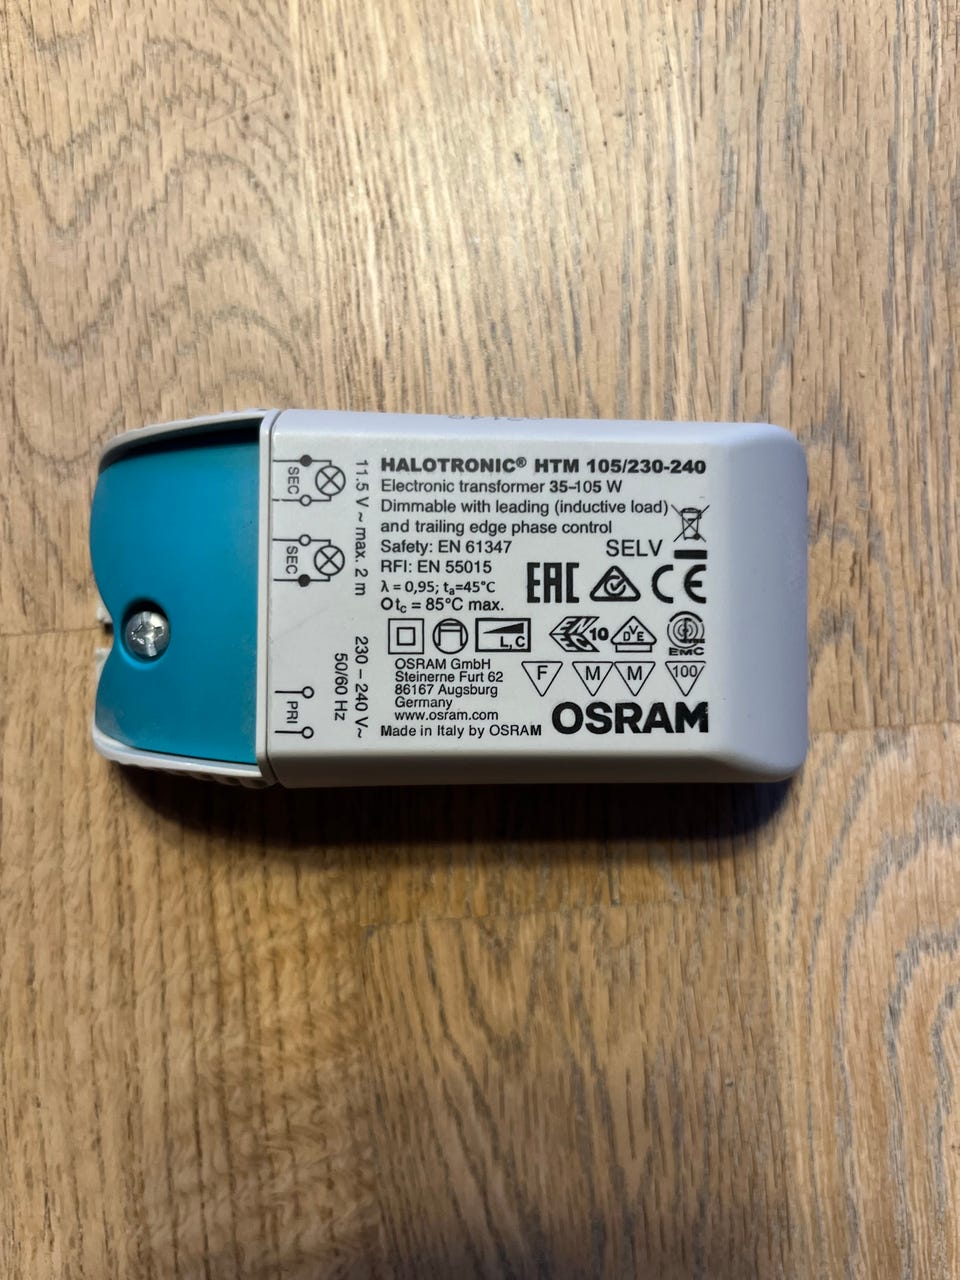 HALOTRONIC® HTM 105/230-240
Electronic transformer 35–105 W
Dimmable with leading (inductive load)
and trailing edge phase control
Safety: EN 61347
SELV
RFI: EN 55015
λ = 0,95; ta=45°C
tc = 85°C max.
EAC
CE
L, C
10
VE
EMC
F
M
M
100
OSRAM GmbH
Steinerne Furt 62
86167 Augsburg
Germany
www.osram.com
Made in Italy by OSRAM
OSRAM
SEC
SEC
11.5 V ~ max. 2 m
PRI
230 – 240 V~
50/60 Hz